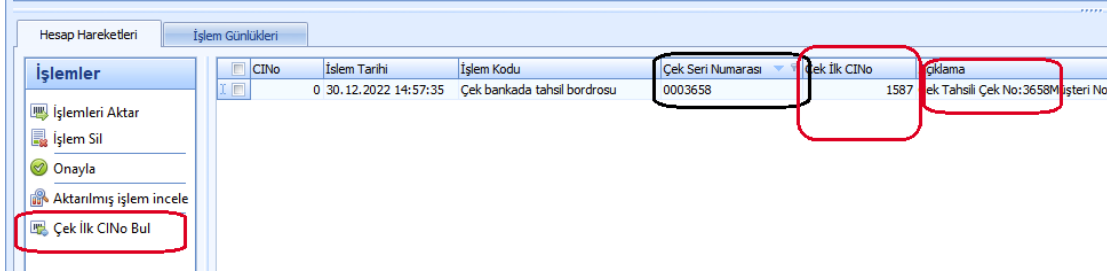 Hesap Hareketleri İşlem Günlükleri
İşlemler
CINo İslem Tarihi İşlem Kodu Çek Seri Numarası Çek İlk CINo Açıklama
0 30.12.2022 14:57:35 Çek bankada tahsil bordrosu 0003658 1587 Çek Tahsili Çek No:3658Müşteri No
İşlemleri Aktar
İşlem Sil
Onayla
Aktarılmış işlem incele
Çek İlk CINo Bul